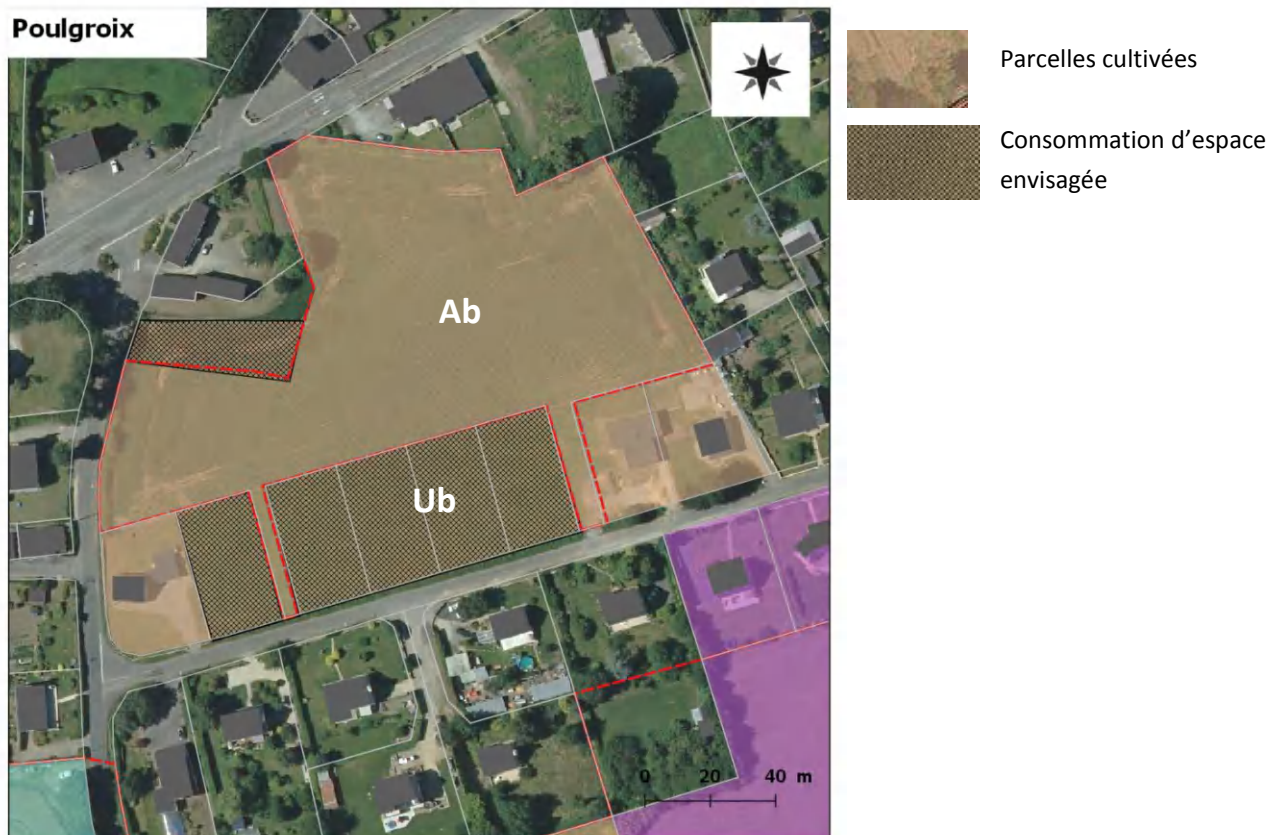 Poulgroix
Parcelles cultivées
Consommation d'espace
envisagée
Ab
Ub
0 20 40 m